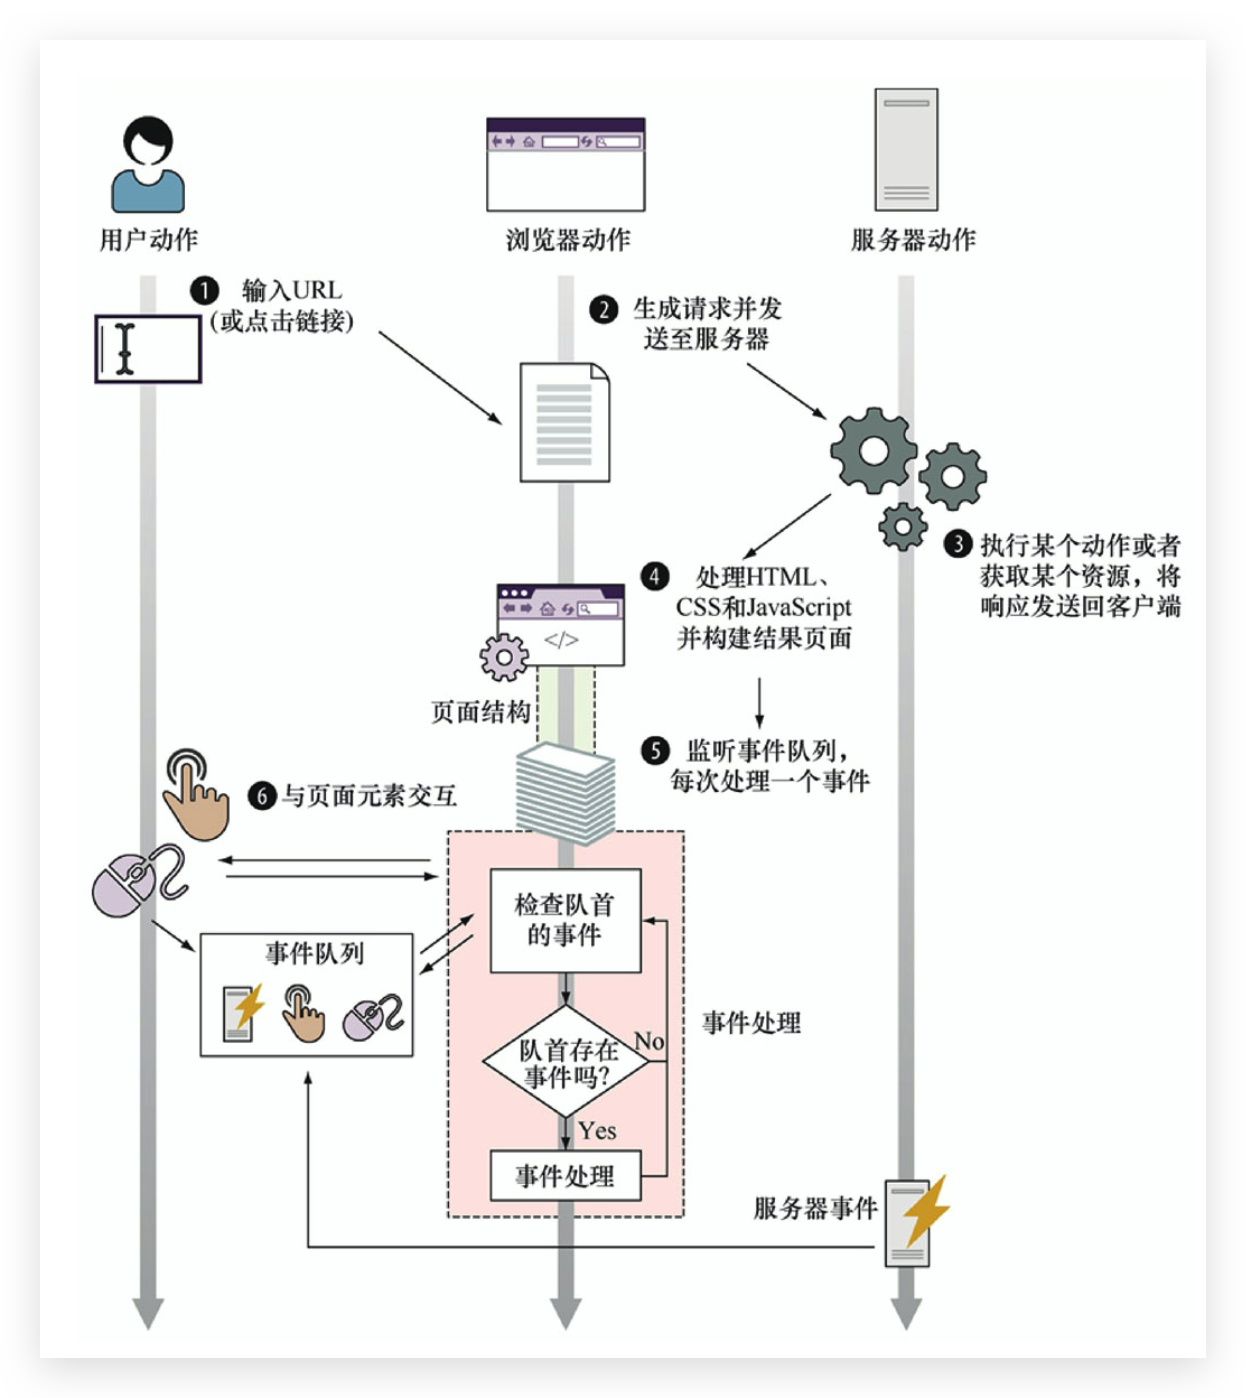 用户动作
浏览器动作
服务器动作
❶ 输入URL
(或点击链接)
❷ 生成请求并发
送至服务器
❸ 执行某个动作或者
获取某个资源，将
响应发送回客户端
❹ 处理HTML、
CSS和JavaScript
并构建结果页面
</>
页面结构
❺ 监听事件队列，
每次处理一个事件
❻ 与页面元素交互
事件队列
检查队首
的事件
队首存在
事件吗?
No
Yes
事件处理
事件处理
服务器事件